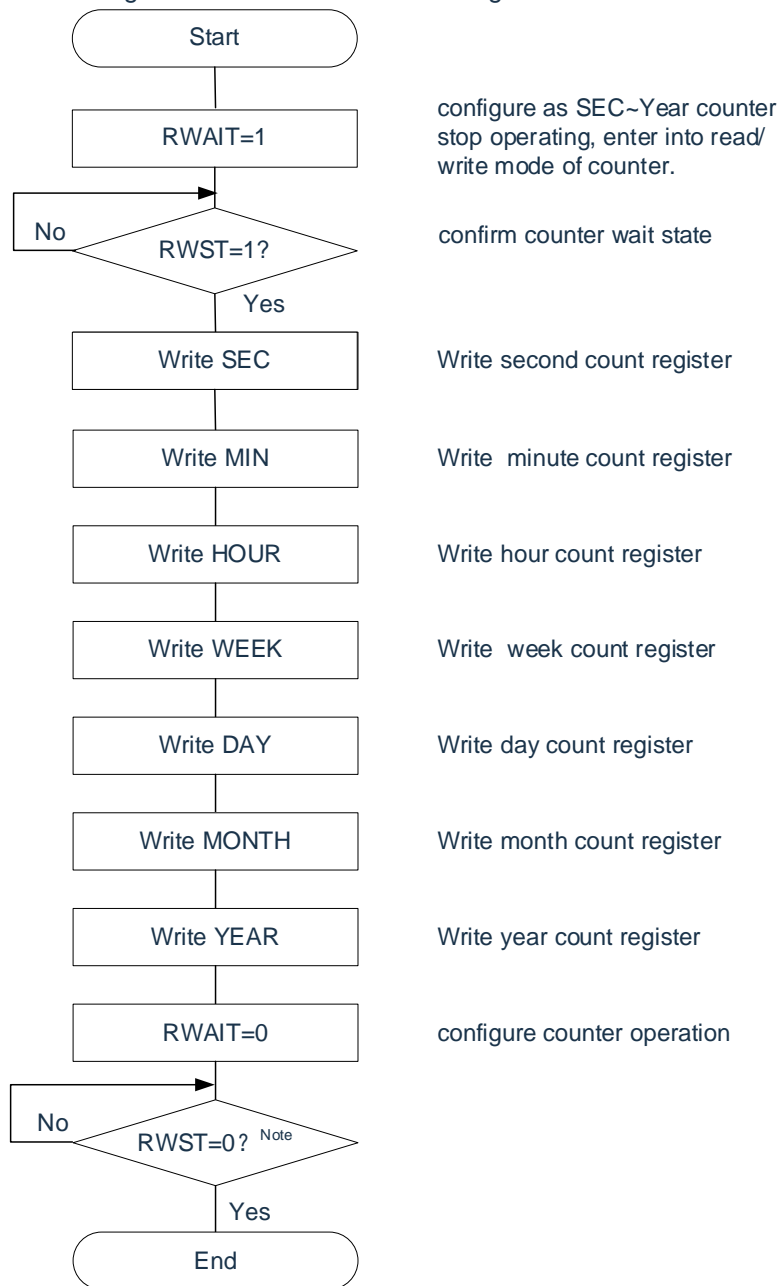 Start
RWAIT=1
configure as SEC~Year counter
stop operating, enter into read/
write mode of counter.
No
RWST=1?
confirm counter wait state
Yes
Write SEC
Write second count register
Write MIN
Write  minute count register
Write HOUR
Write hour count register
Write WEEK
Write  week count register
Write DAY
Write day count register
Write MONTH
Write month count register
Write YEAR
Write year count register
RWAIT=0
configure counter operation
No
RWST=0? Note
Yes
End